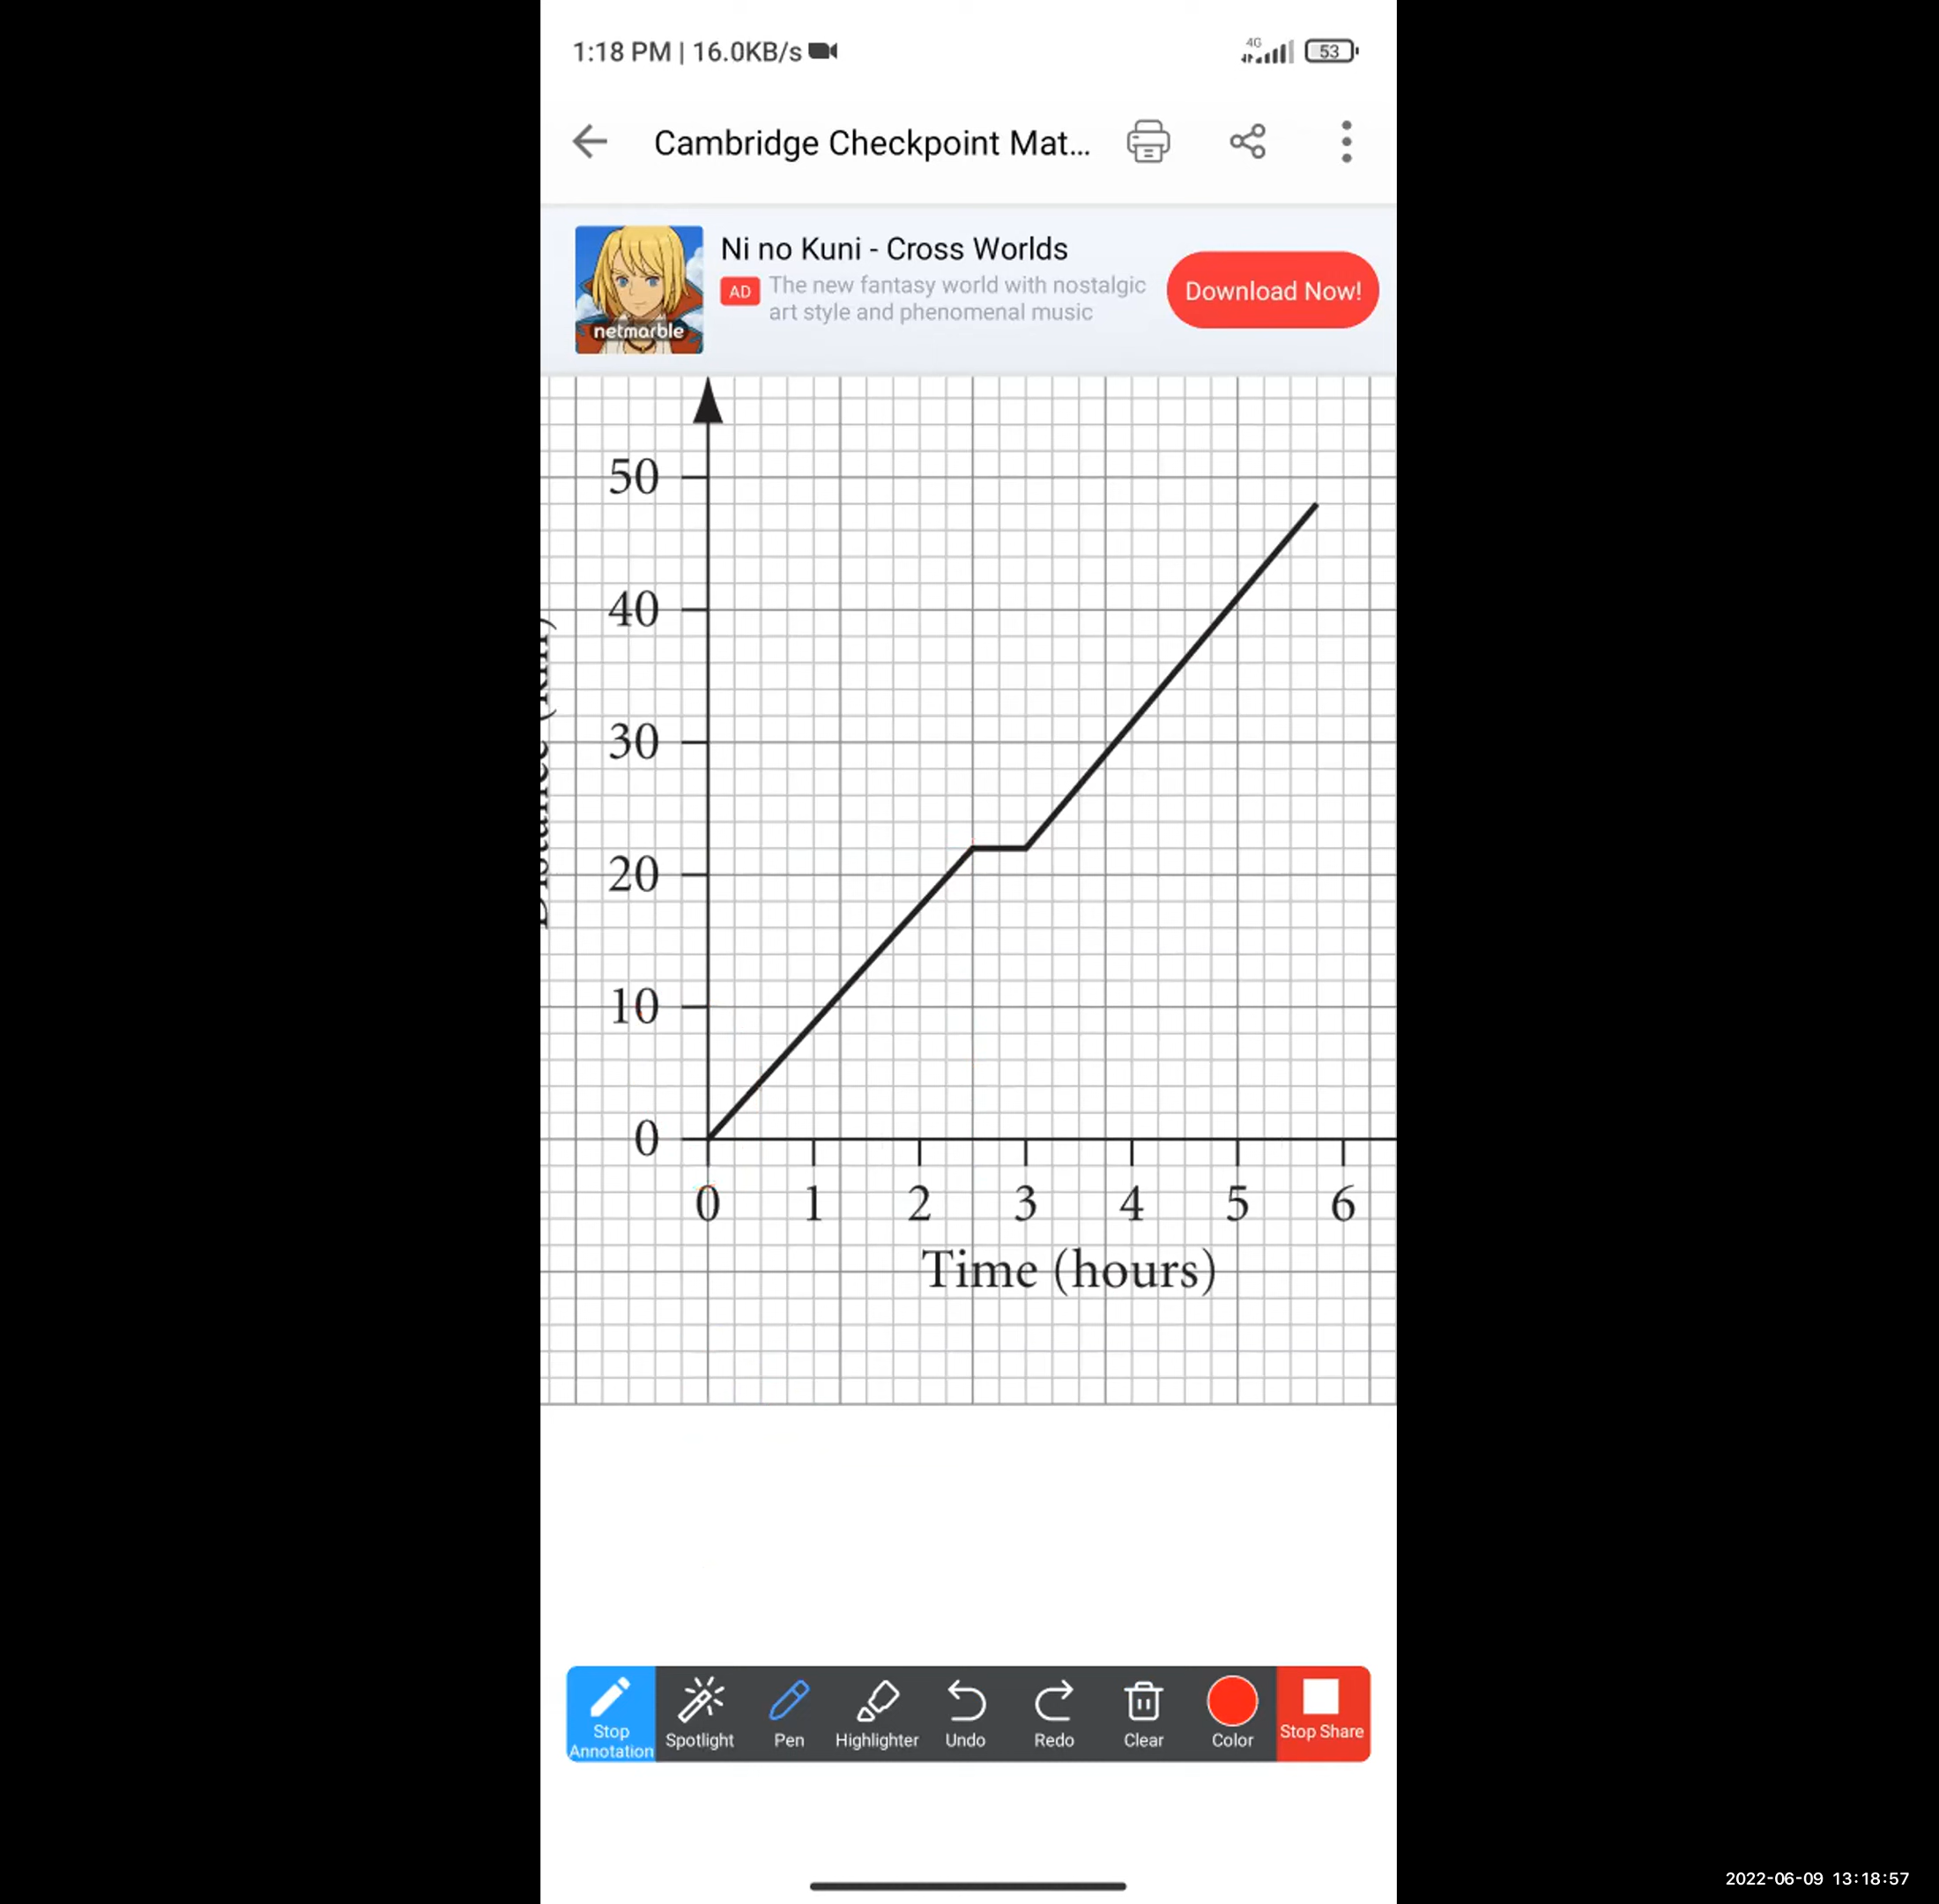 1:18 PM | 16.0KB/s
4G
53
Cambridge Checkpoint Mat...
Ni no Kuni - Cross Worlds
AD
The new fantasy world with nostalgic
art style and phenomenal music
Download Now!
netmarble
50
40
30
20
10
0
0 1 2 3 4 5 6
Time (hours)
Stop
Annotation
Spotlight
Pen
Highlighter
Undo
Redo
Clear
Color
Stop Share
2022-06-09 13:18:57